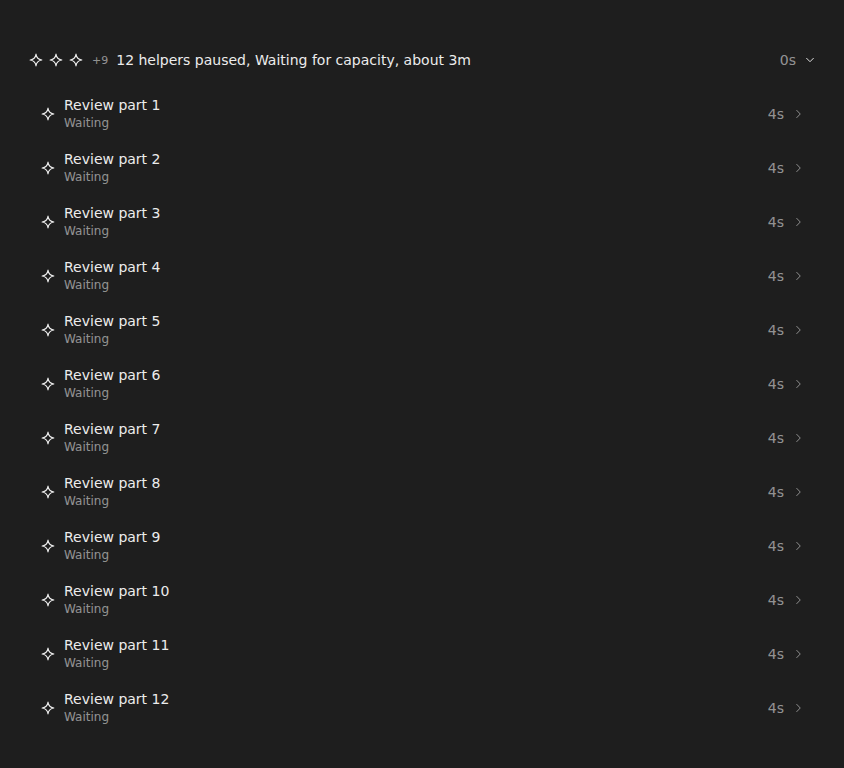 +9 12 helpers paused, Waiting for capacity, about 3m 0s
Review part 1
Waiting
4s
Review part 2
Waiting
4s
Review part 3
Waiting
4s
Review part 4
Waiting
4s
Review part 5
Waiting
4s
Review part 6
Waiting
4s
Review part 7
Waiting
4s
Review part 8
Waiting
4s
Review part 9
Waiting
4s
Review part 10
Waiting
4s
Review part 11
Waiting
4s
Review part 12
Waiting
4s